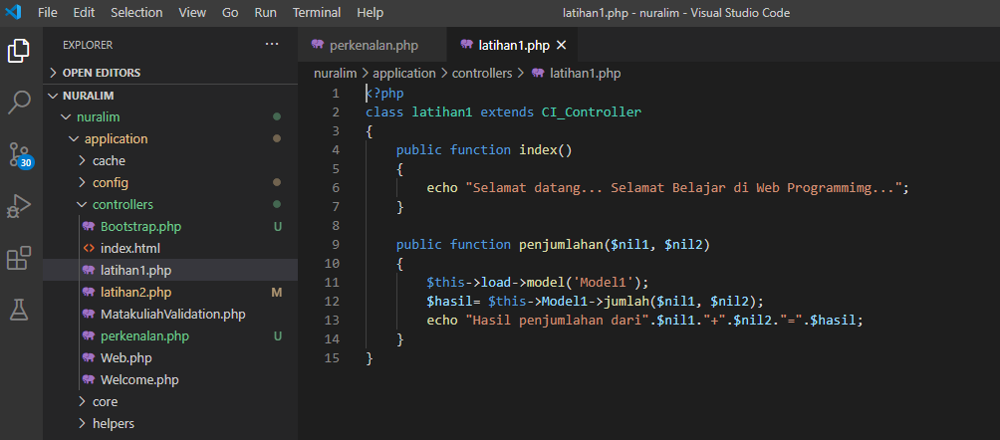 File Edit Selection View Go Run Terminal Help latihan1.php - nuralim - Visual Studio Code
EXPLORER ···
OPEN EDITORS
NURALIM
nuralim
application
cache
config
controllers
Bootstrap.php U
index.html
latihan1.php
latihan2.php M
MatakuliahValidation.php
perkenalan.php U
Web.php
Welcome.php
core
helpers
30
perkenalan.php latihan1.php
nuralim > application > controllers > latihan1.php
1 <?php
2 class latihan1 extends CI_Controller
3 {
4 public function index()
5 {
6 echo "Selamat datang... Selamat Belajar di Web Programmimg...";
7 }
8
9 public function penjumlahan($nil1, $nil2)
10 {
11 $this->load->model('Model1');
12 $hasil= $this->Model1->jumlah($nil1, $nil2);
13 echo "Hasil penjumlahan dari".$nil1."+".$nil2."=".$hasil;
14 }
15 }